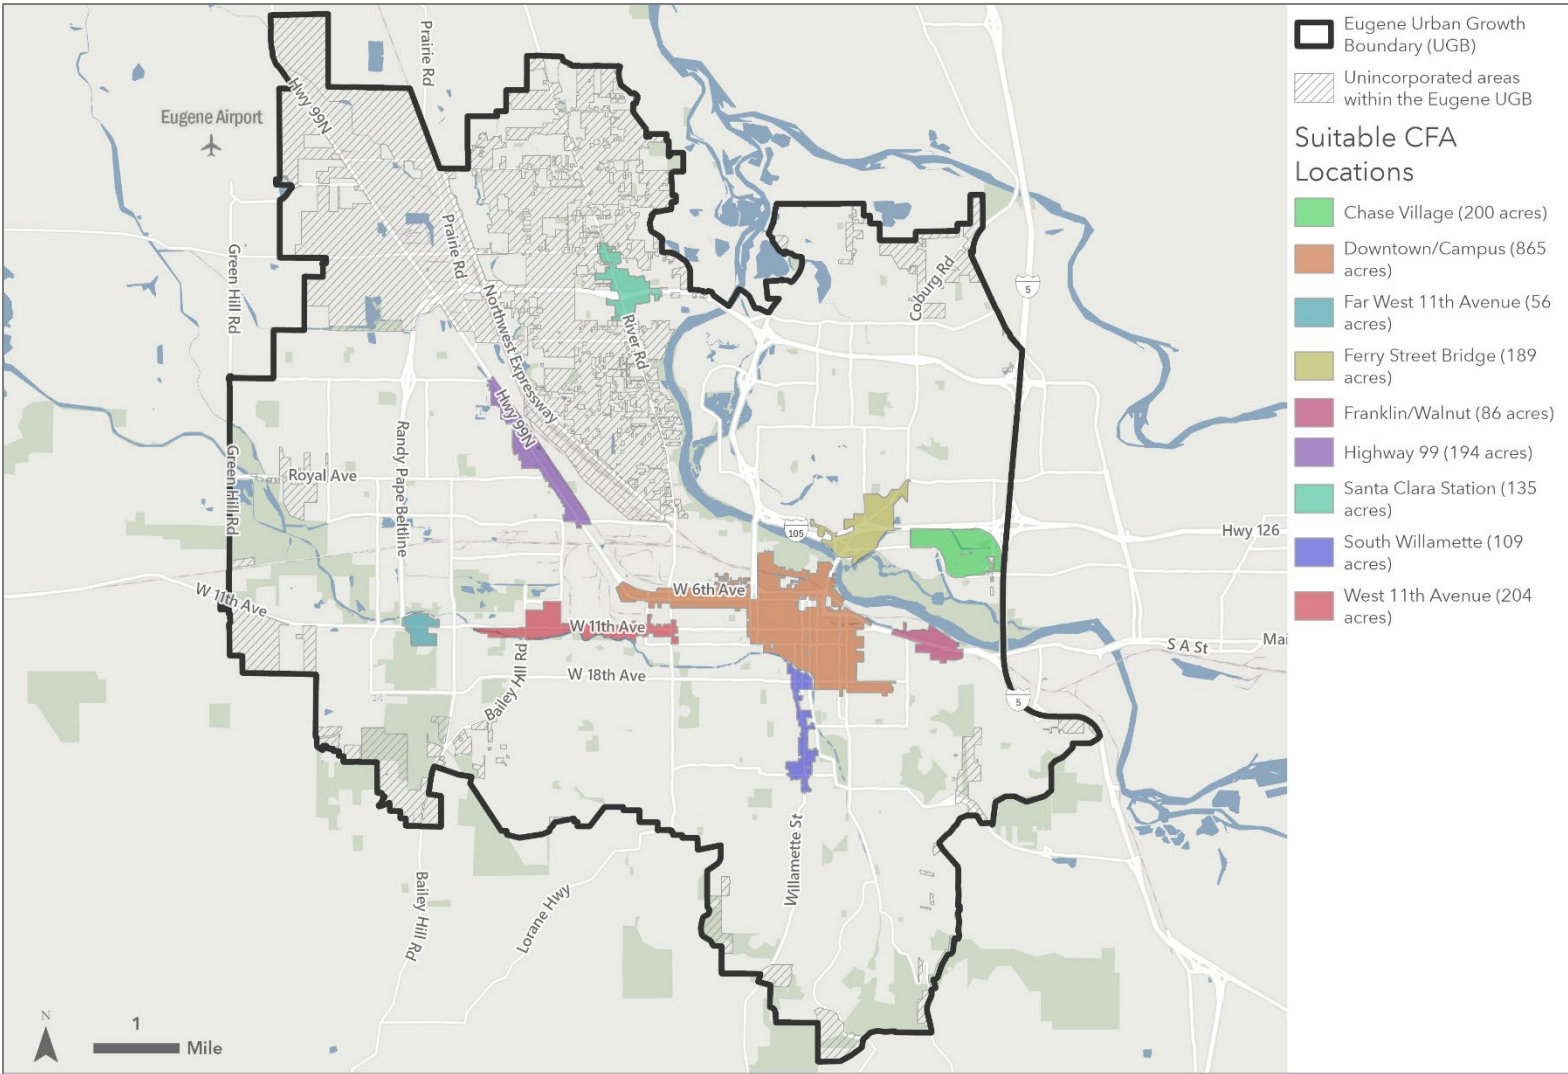 Eugene Urban Growth
Boundary (UGB)
Unincorporated areas
within the Eugene UGB
Suitable CFA
Locations
Chase Village (200 acres)
Downtown/Campus (865
acres)
Far West 11th Avenue (56
acres)
Ferry Street Bridge (189
acres)
Franklin/Walnut (86 acres)
Highway 99 (194 acres)
Santa Clara Station (135
acres)
South Willamette (109
acres)
West 11th Avenue (204
acres)
Prairie Rd
Hwy 99N
Eugene Airport
Prairie Rd
Green Hill Rd
Coburg Rd
5
Northwest Expressway
River Rd
Hwy 99N
Randy Pape Beltline
Green Hill Rd
Royal Ave
105
Hwy 126
W 11th Ave
W 6th Ave
W 11th Ave
S A St
Mai
Bailey Hill Rd
W 18th Ave
5
Willamette St
Bailey Hill Rd
Lorane Hwy
N
1
Mile